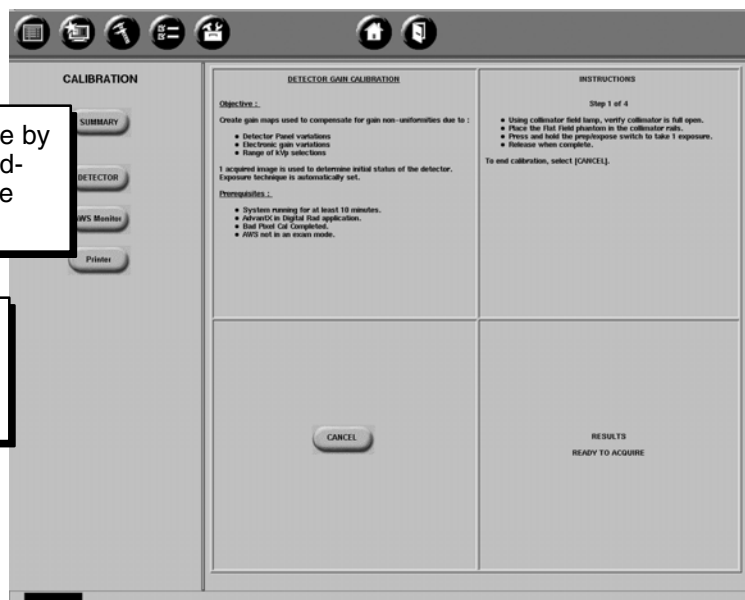 CALIBRATION
e by
d-
e
SUMMARY
DETECTOR
WS Monitor
Printer
DETECTOR GAIN CALIBRATION
Objective :
Create gain maps used to compensate for gain non-uniformities due to :
• Detector Panel variations
• Electronic gain variations
• Range of kVp selections
1 acquired image is used to determine initial status of the detector.
Exposure technique is automatically set.
Prerequisites :
• System running for at least 10 minutes.
• AdvantX in Digital Rad application.
• Bad Pixel Cal Completed.
• AWS not in an exam mode.
INSTRUCTIONS
Step 1 of 4
• Using collimator field lamp, verify collimator is full open.
• Place the Flat Field phantom in the collimator rails.
• Press and hold the prep/expose switch to take 1 exposure.
• Release when complete.
To end calibration, select [CANCEL].
CANCEL
RESULTS
READY TO ACQUIRE